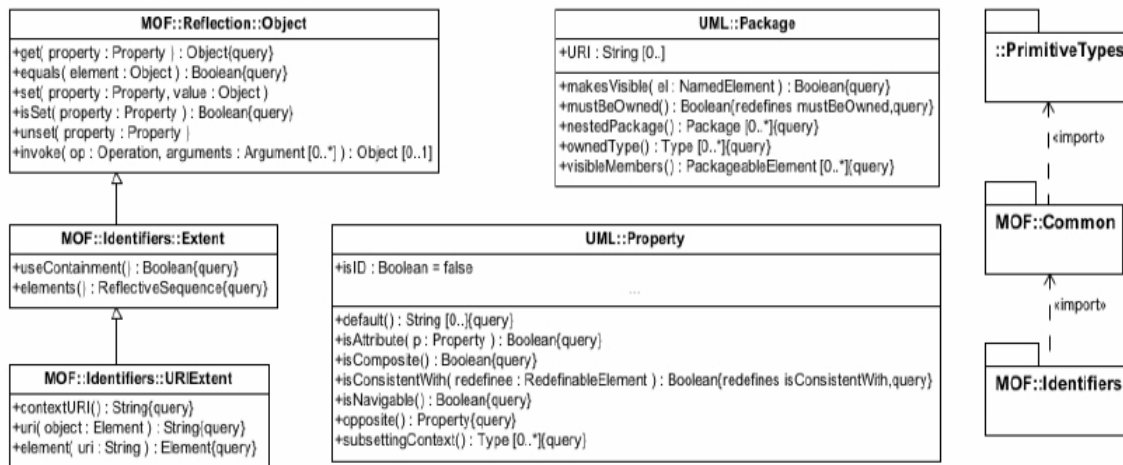 MOF::Reflection::Object
+get( property : Property ) : Object{query}
+equals( element : Object ) : Boolean{query}
+set( property : Property, value : Object )
+isSet( property : Property ) : Boolean{query}
+unset( property : Property )
+invoke( op : Operation, arguments : Argument [0..*] ) : Object [0..1]
MOF::Identifiers::Extent
+useContainment() : Boolean{query}
+elements() : ReflectiveSequence{query}
MOF::Identifiers::URIExtent
+contextURI() : String{query}
+uri( object : Element ) : String{query}
+element( uri : String ) : Element{query}
UML::Package
+URI : String [0..]
+makesVisible( el : NamedElement ) : Boolean{query}
+mustBeOwned() : Boolean{redefines mustBeOwned,query}
+nestedPackage() : Package [0..*]{query}
+ownedType() : Type [0..*]{query}
+visibleMembers() : PackageableElement [0..*]{query}
UML::Property
+isID : Boolean = false
...
+default() : String [0..]{query}
+isAttribute( p : Property ) : Boolean{query}
+isComposite() : Boolean{query}
+isConsistentWith( redefinee : RedefinableElement ) : Boolean{redefines isConsistentWith,query}
+isNavigable() : Boolean{query}
+opposite() : Property{query}
+subsettingContext() : Type [0..*]{query}
::PrimitiveTypes
«import»
MOF::Common
«import»
MOF::Identifiers